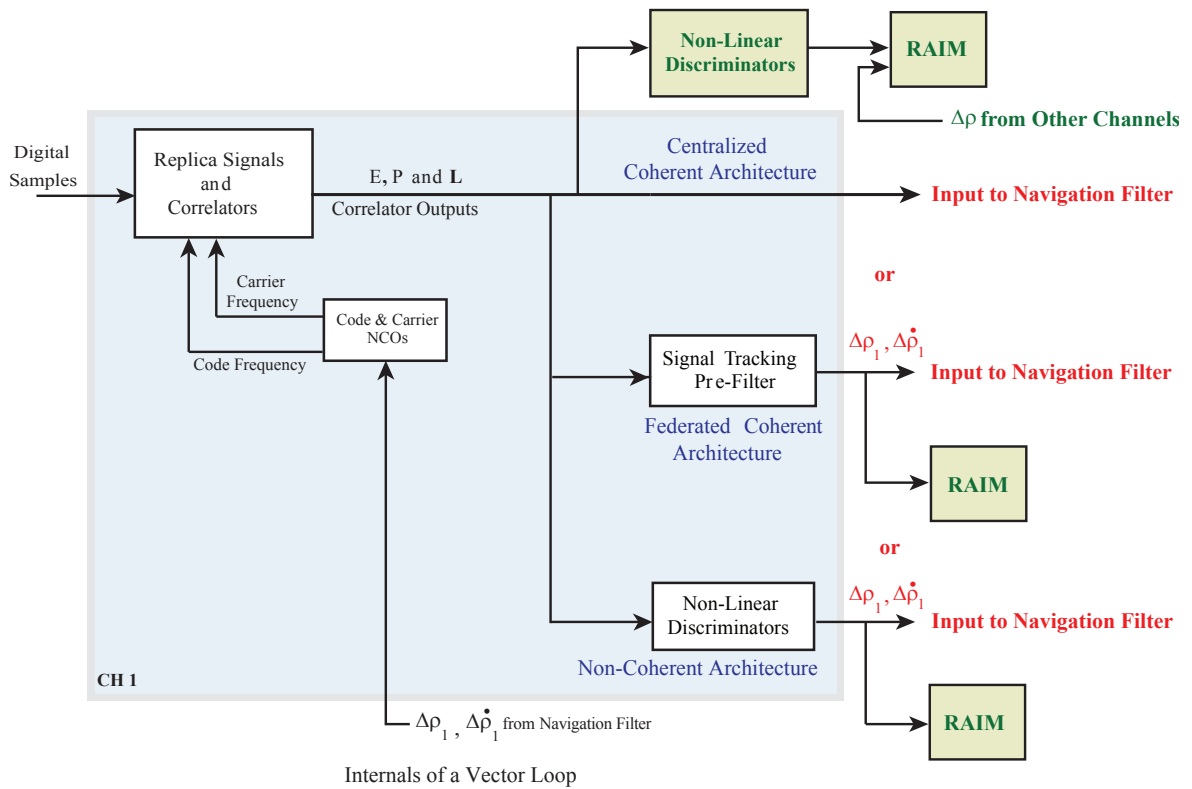 Non-Linear
Discriminators
RAIM
Δρ from Other Channels
Digital
Samples
Replica Signals
and
Correlators
E, P and L
Correlator Outputs
Centralized
Coherent Architecture
Input to Navigation Filter
or
Carrier
Frequency
Code & Carrier
NCOs
Code Frequency
Signal Tracking
Pre-Filter
Δρ₁, Δρ̇₁
Input to Navigation Filter
Federated Coherent
Architecture
RAIM
or
Non-Linear
Discriminators
Δρ₁, Δρ̇₁
Input to Navigation Filter
Non-Coherent Architecture
CH 1
RAIM
Δρ₁, Δρ̇₁ from Navigation Filter
Internals of a Vector Loop